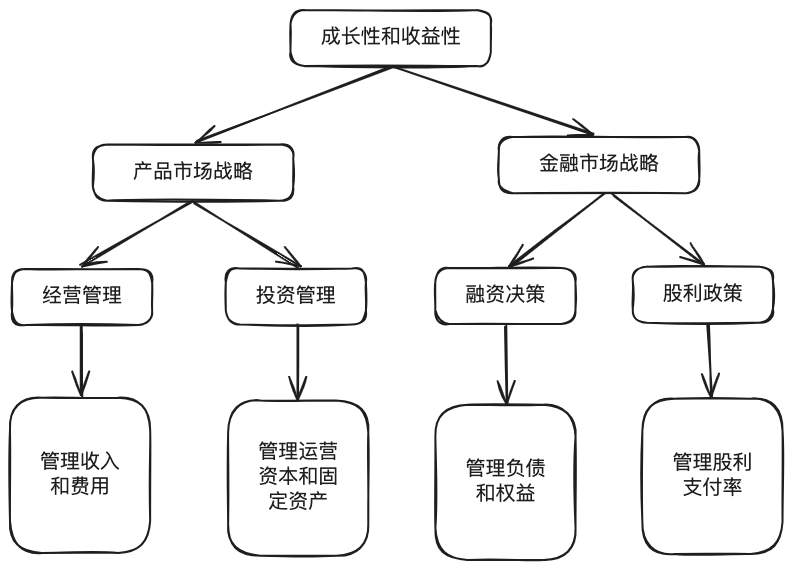 成长性和收益性
产品市场战略
金融市场战略
经营管理
投资管理
融资决策
股利政策
管理收入
和费用
管理运营
资本和固
定资产
管理负债
和权益
管理股利
支付率